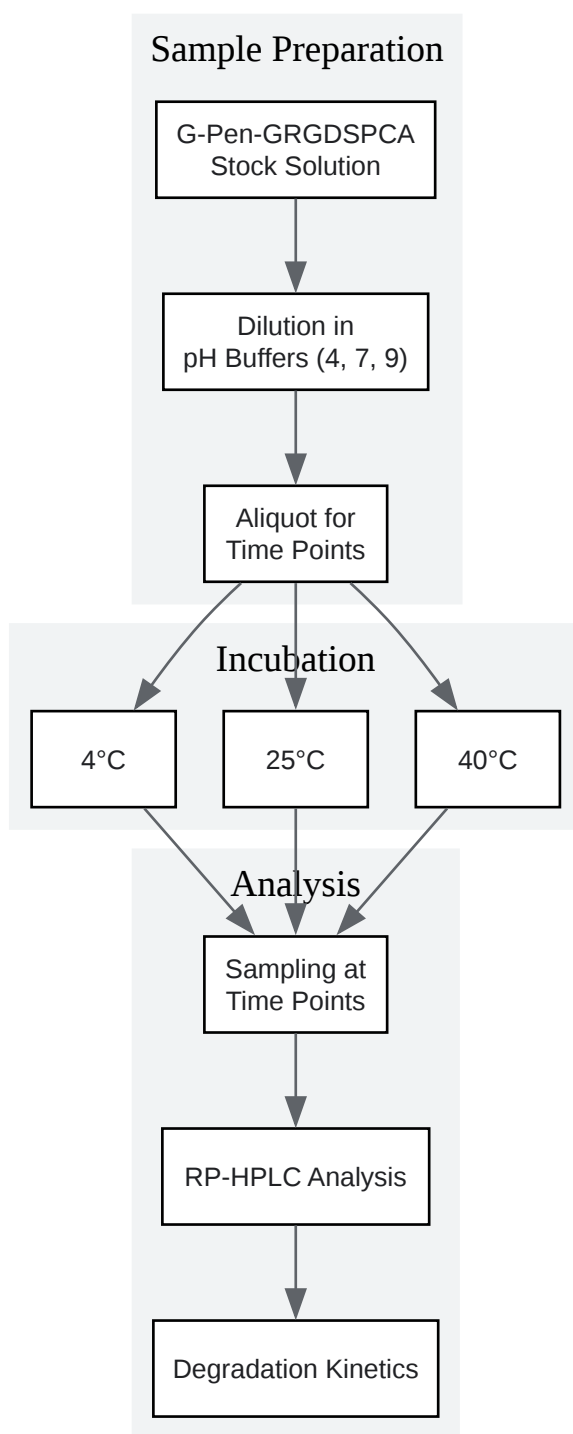 Sample Preparation
G-Pen-GRGDSPCA
Stock Solution
Dilution in
pH Buffers (4, 7, 9)
Aliquot for
Time Points
Incubation
4°C
25°C
40°C
Analysis
Sampling at
Time Points
RP-HPLC Analysis
Degradation Kinetics